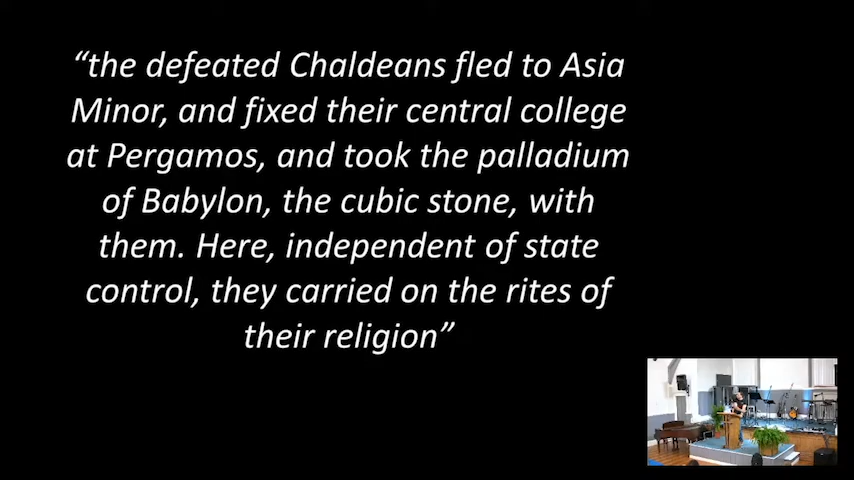 “the defeated Chaldeans fled to Asia
Minor, and fixed their central college
at Pergamos, and took the palladium
of Babylon, the cubic stone, with
them. Here, independent of state
control, they carried on the rites of
their religion”